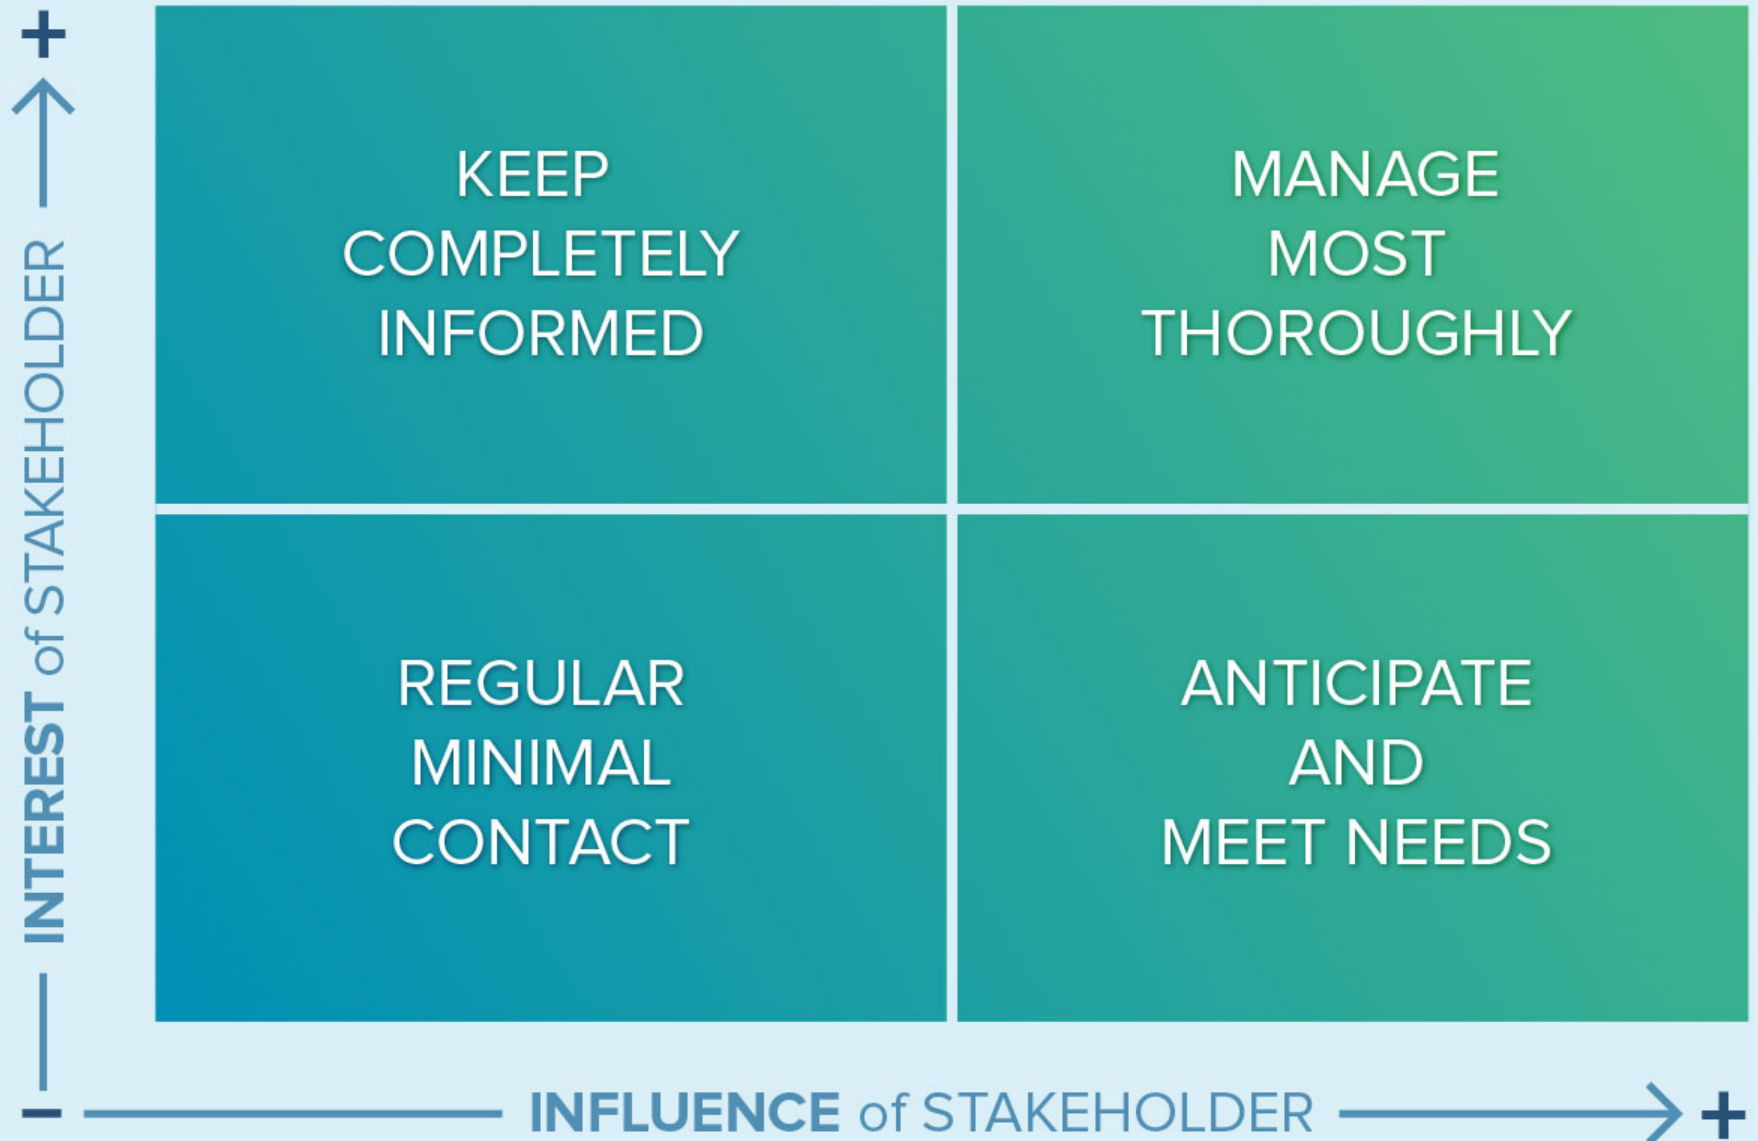 +
INTEREST of STAKEHOLDER
KEEP
COMPLETELY
INFORMED
MANAGE
MOST
THOROUGHLY
REGULAR
MINIMAL
CONTACT
ANTICIPATE
AND
MEET NEEDS
–
INFLUENCE of STAKEHOLDER
+